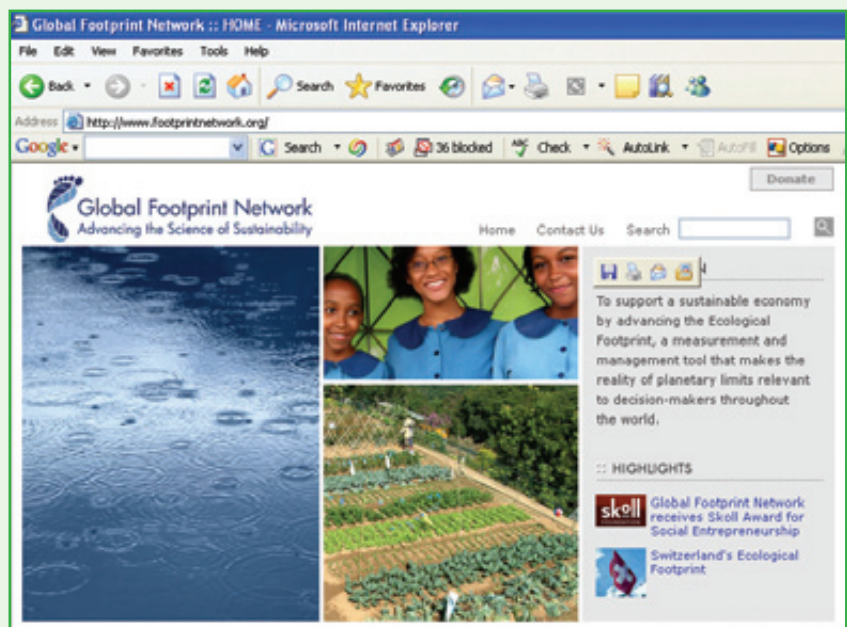 Global Footprint Network :: HOME - Microsoft Internet Explorer
File Edit View Favorites Tools Help
Back Search Favorites
Address http://www.footprintnetwork.org/
Google Search 36 blocked Check AutoLink AutoFill Options
Donate
Global Footprint Network
Advancing the Science of Sustainability
Home Contact Us Search
To support a sustainable economy
by advancing the Ecological
Footprint, a measurement and
management tool that makes the
reality of planetary limits relevant
to decision-makers throughout
the world.
:: HIGHLIGHTS
skoll
Global Footprint Network
receives Skoll Award for
Social Entrepreneurship
Switzerland's Ecological
Footprint